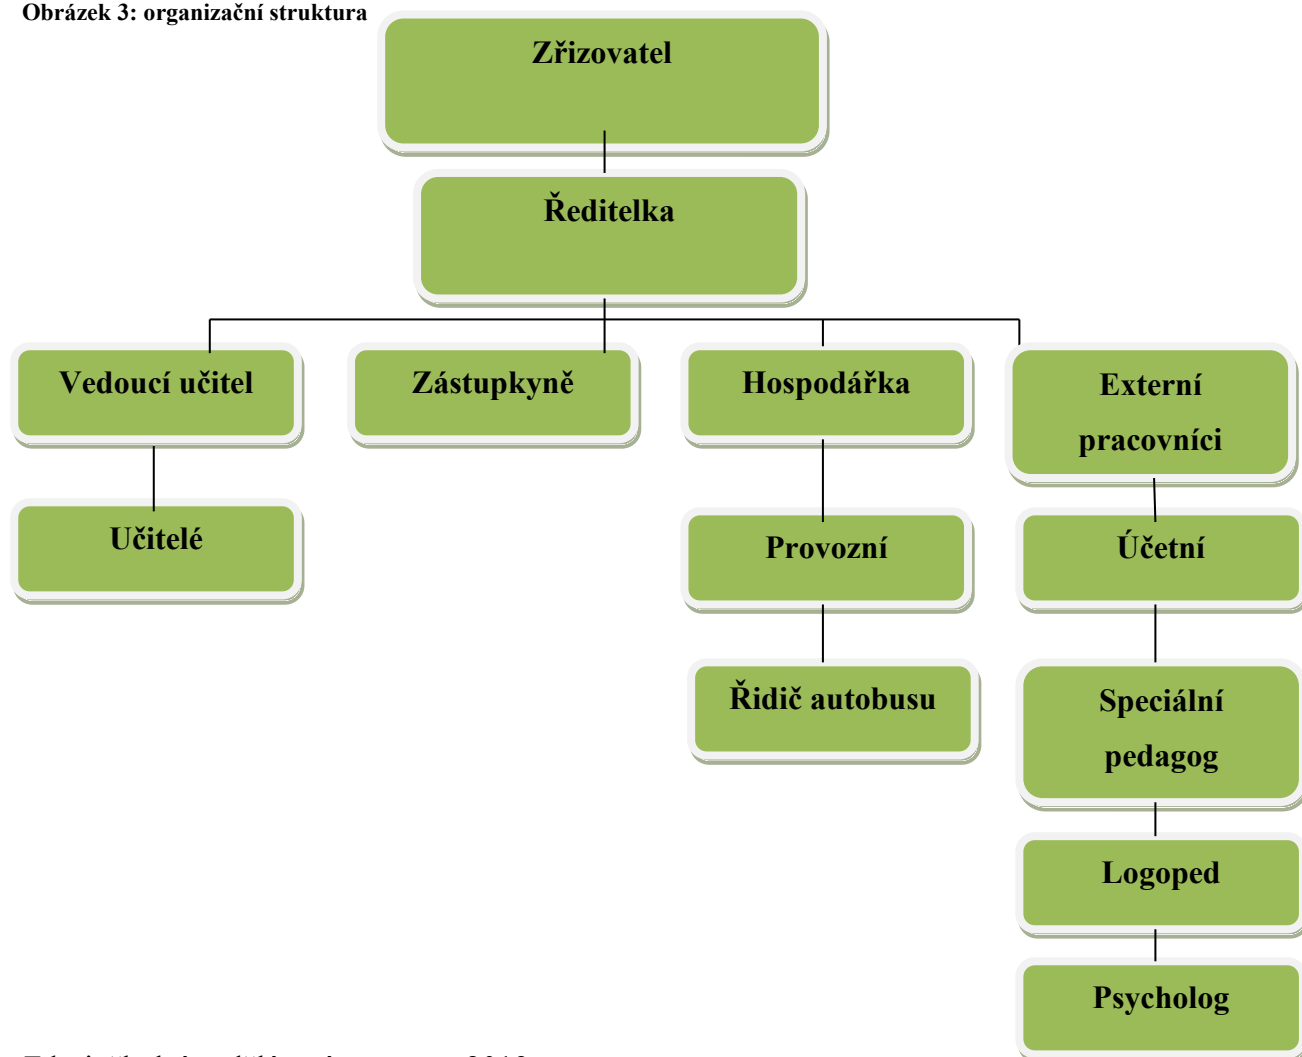 Obrázek 3: organizační struktura
Zřizovatel
Ředitelka
Vedoucí učitel
Zástupkyně
Hospodářka
Externí
pracovníci
Učitelé
Provozní
Účetní
Řidič autobusu
Speciální
pedagog
Logoped
Psycholog